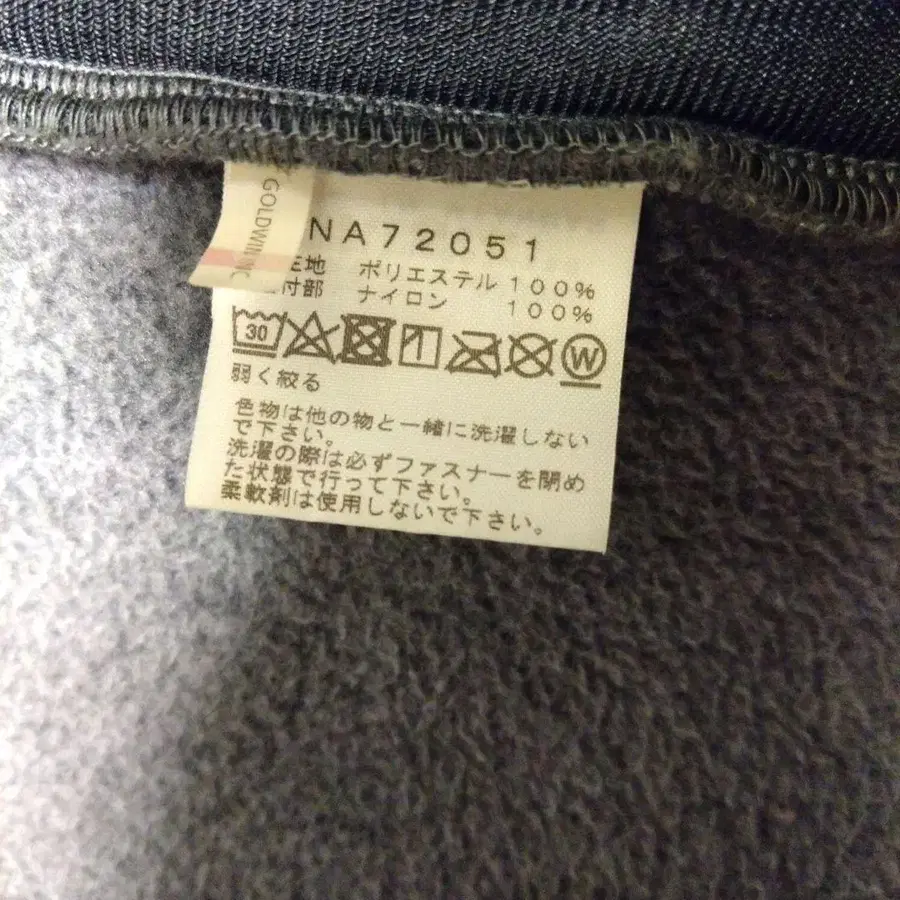 GOLDWIN INC
NA72051
生地 ポリエステル 100%
付部 ナイロン 100%
30 W
弱く絞る
色物は他の物と一緒に洗濯しない
で下さい。
洗濯の際は必ずファスナーを閉め
た状態で行って下さい。
柔軟剤は使用しないで下さい。